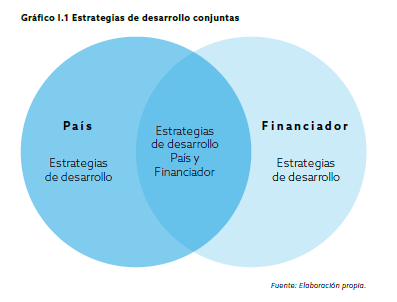 Gráfico I.1 Estrategias de desarrollo conjuntas
País
Estrategias
de desarrollo
Estrategias
de desarrollo
País y
Financiador
Financiador
Estrategias
de desarrollo
Fuente: Elaboración propia.